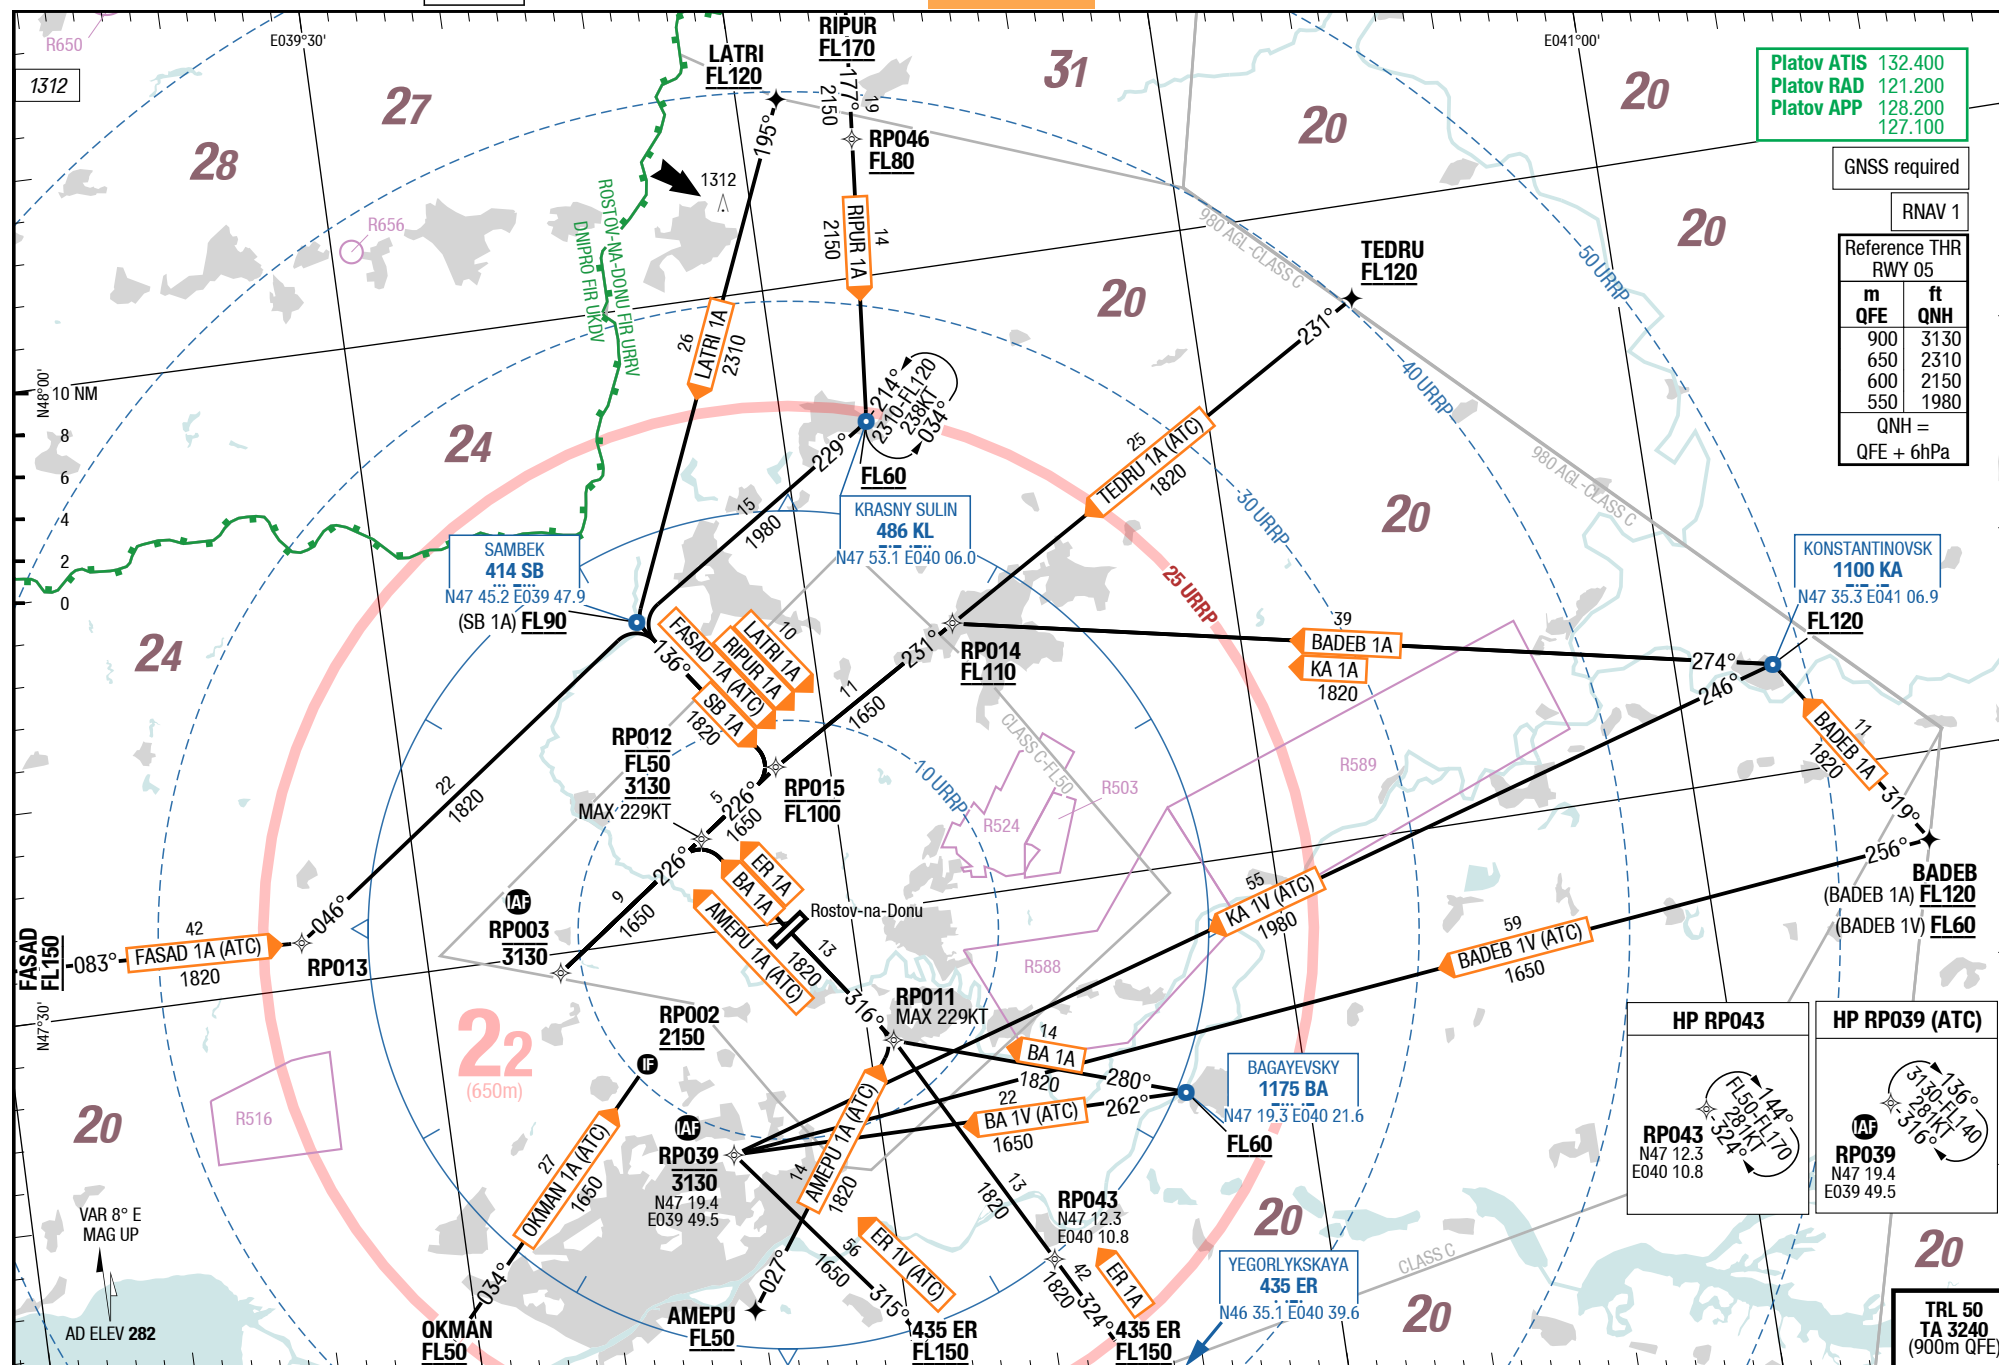 R650
E039°30'
LATRI
FL120
RIPUR
FL170
E041°00'
1312
27
28
31
20
20
20
20
24
24
20
20
20
20
20
22
(650m)
Platov ATIS 132.400
Platov RAD 121.200
Platov APP 128.200
127.100
GNSS required
RNAV 1
Reference THR
RWY 05
m ft
QFE QNH
900 3130
650 2310
600 2150
550 1980
QNH =
QFE + 6hPa
177°
19
2150
RP046
FL80
195°
1312
R656
ROSTOV-NA-DONU FIR URRV
DNIPRO FIR UKDV
RIPUR 1A
14
2150
LATRI 1A
26
2310
980 AGL-CLASS C
50 URRP
TEDRU
FL120
231°
40 URRP
N48°00'
10 NM
8
6
4
2
0
214°
2310-FL120
238KT
034°
FL60
229°
15
1980
TEDRU 1A (ATC)
25
1820
30 URRP
980 AGL-CLASS C
KRASNY SULIN
486 KL
N47 53.1 E040 06.0
SAMBEK
414 SB
N47 45.2 E039 47.9
(SB 1A) FL90
KONSTANTINOVSK
1100 KA
N47 35.3 E041 06.9
FL120
25 URRP
FASAD 1A (ATC)
RIPUR 1A
LATRI 1A
10
SB 1A
136°
1820
231°
11
1650
RP014
FL110
39
BADEB 1A
KA 1A
1820
274°
246°
CLASS C-FL50
RP012
FL50
3130
MAX 229KT
RP015
FL100
5
226°
1650
10 URRP
R503
R524
R589
BADEB 1A
11
1820
319°
22
1820
226°
9
1650
ER 1A
BA 1A
AMEPU 1A (ATC)
Rostov-na-Donu
256°
BADEB
(BADEB 1A) FL120
(BADEB 1V) FL60
FASAD
FL150
083°
42
FASAD 1A (ATC)
1820
046°
RP013
IAF
RP003
3130
13
1820
316°
55
KA 1V (ATC)
1980
59
BADEB 1V (ATC)
1650
R588
N47°30'
RP002
2150
IF
RP011
MAX 229KT
14
BA 1A
1820
280°
22
BA 1V (ATC)
1650
262°
BAGAYEVSKY
1175 BA
N47 19.3 E040 21.6
FL60
R516
IAF
RP039
3130
N47 19.4
E039 49.5
14
AMEPU 1A (ATC)
1820
27
OKMAN 1A (ATC)
1650
034°
OKMAN
FL50
027°
AMEPU
FL50
56
1650
ER 1V (ATC)
315°
435 ER
FL150
13
1820
RP043
N47 12.3
E040 10.8
42
1820
ER 1A
324°
435 ER
FL150
YEGORLYKSKAYA
435 ER
N46 35.1 E040 39.6
CLASS C
HP RP043
FL50-FL170
144°
281KT
324°
RP043
N47 12.3
E040 10.8
HP RP039 (ATC)
136°
3130-FL140
281KT
316°
IAF
RP039
N47 19.4
E039 49.5
VAR 8° E
MAG UP
AD ELEV 282
TRL 50
TA 3240
(900m QFE)